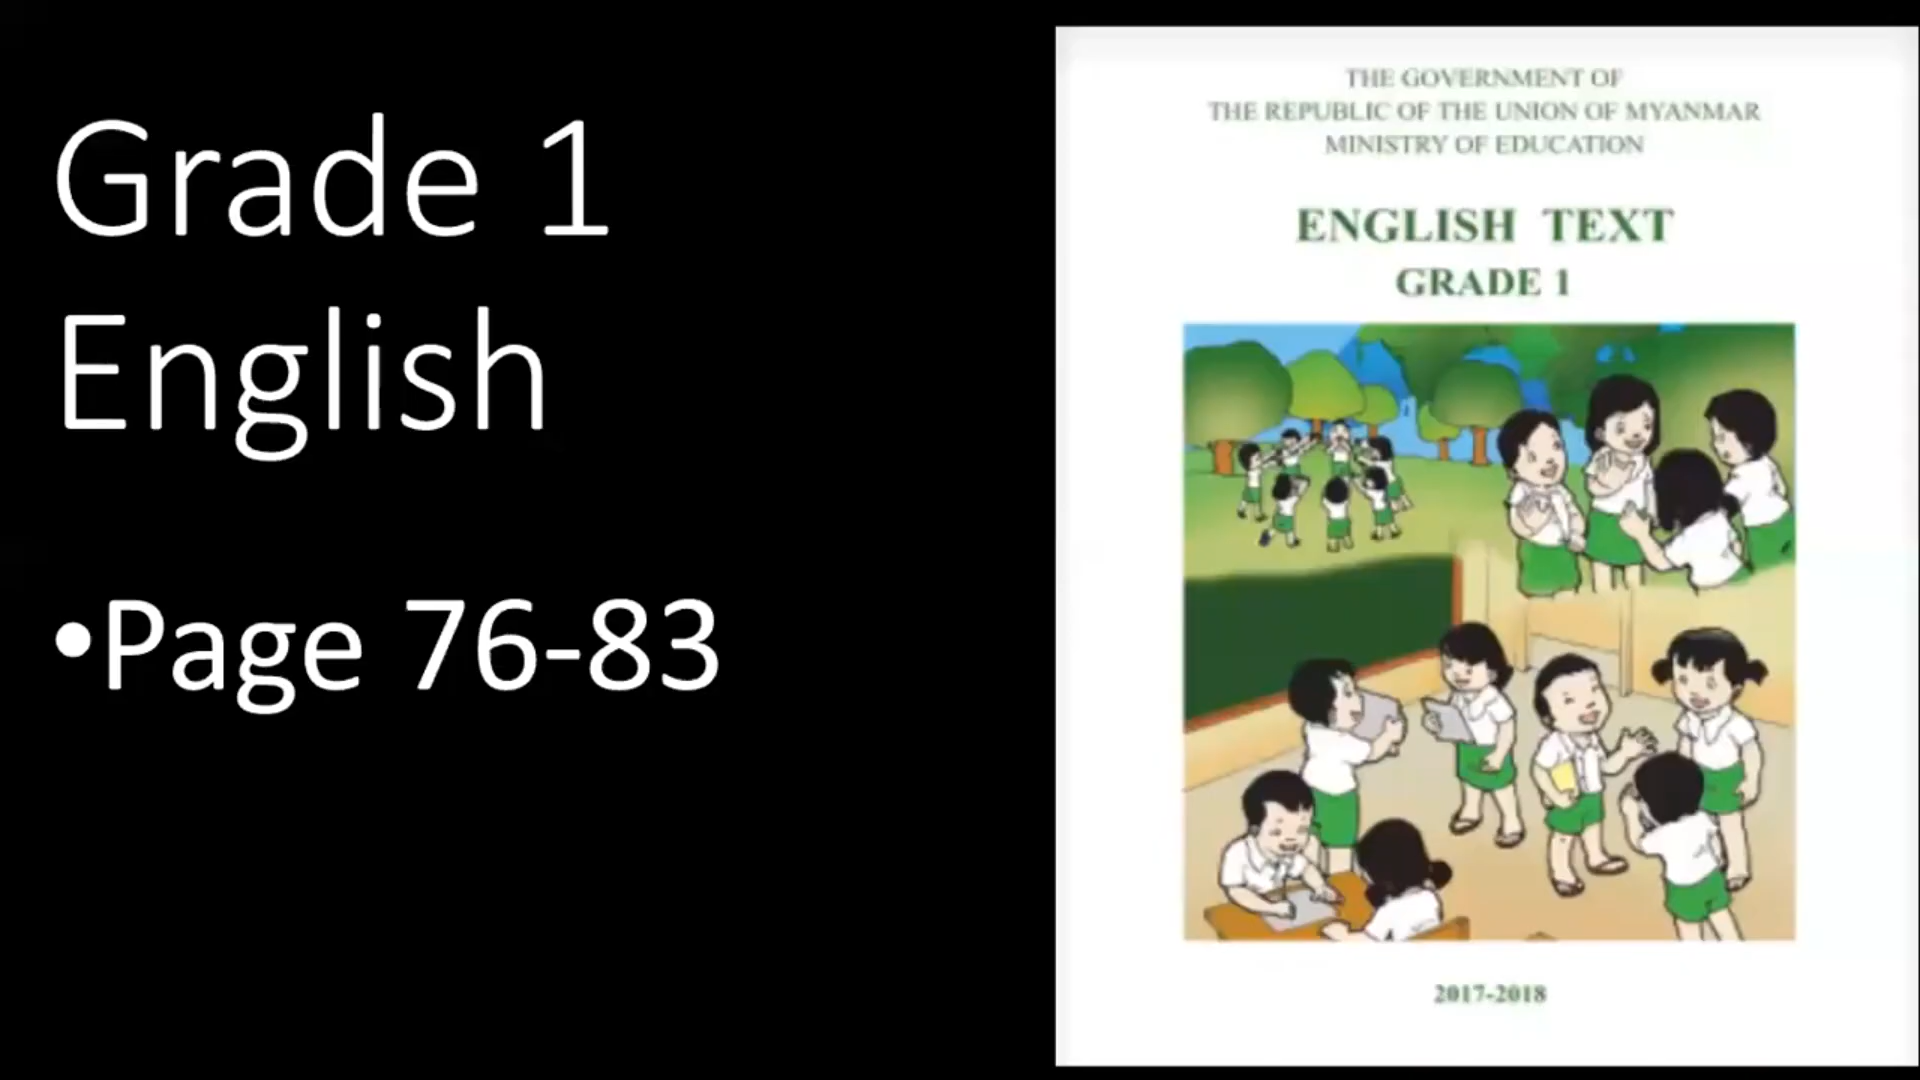 Grade 1
English
•Page 76-83
THE GOVERNMENT OF
THE REPUBLIC OF THE UNION OF MYANMAR
MINISTRY OF EDUCATION
ENGLISH TEXT
GRADE 1
2017-2018